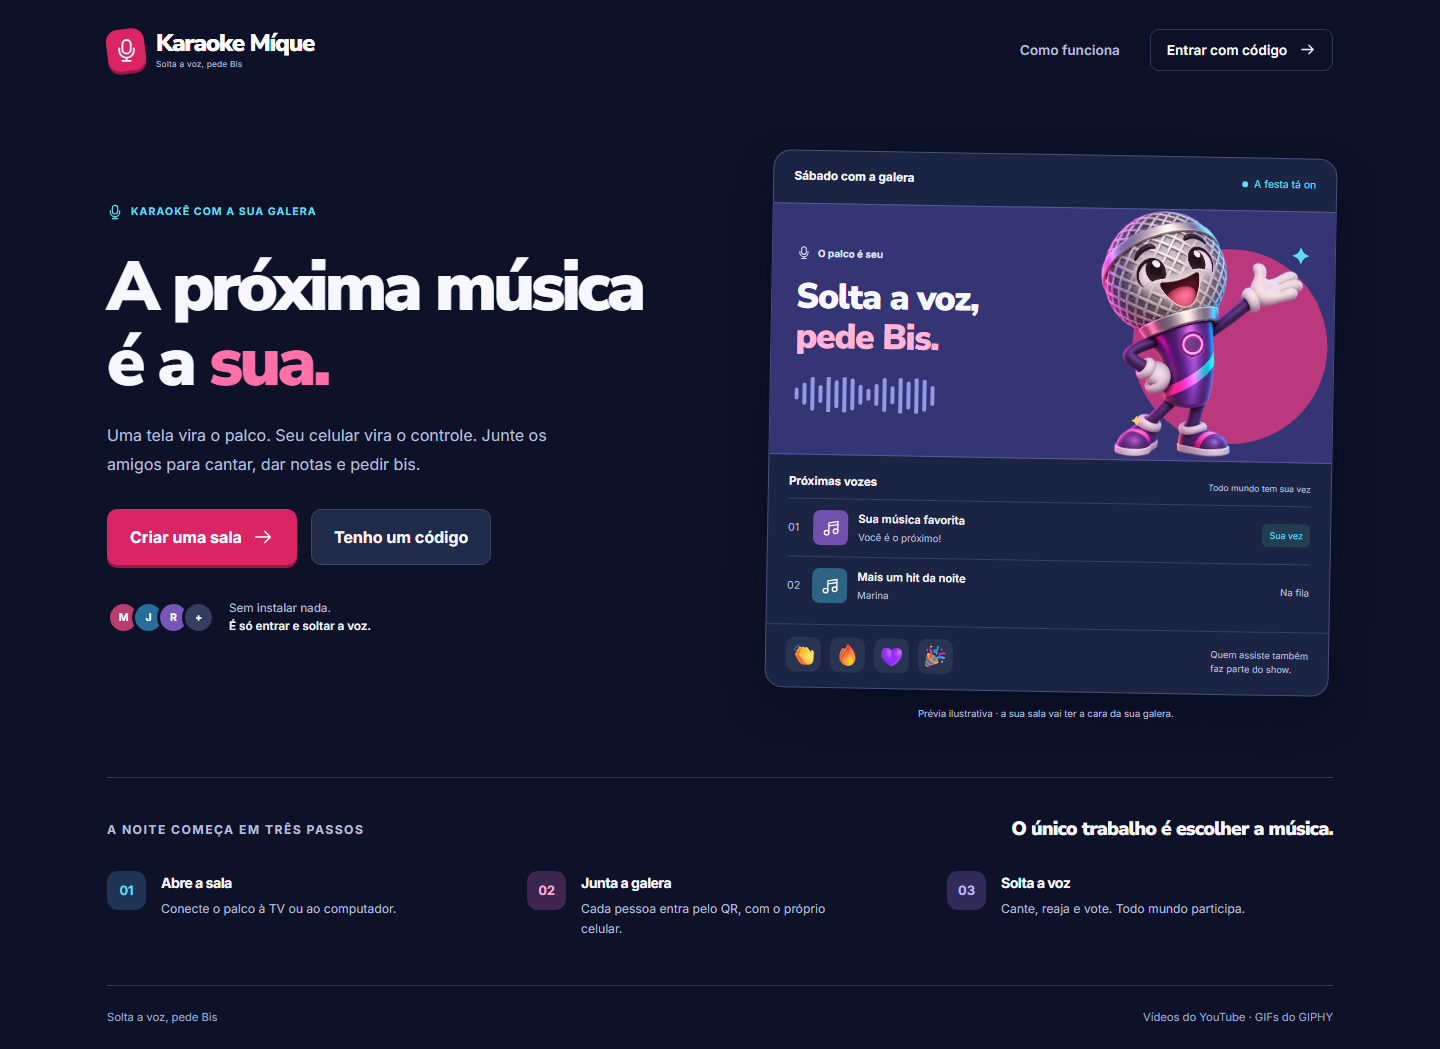 Karaoke Míque
Solta a voz, pede Bis
Como funciona
Entrar com código
KARAOKÊ COM A SUA GALERA
A próxima música
é a sua.
Uma tela vira o palco. Seu celular vira o controle. Junte os
amigos para cantar, dar notas e pedir bis.
Criar uma sala
Tenho um código
M J R +
Sem instalar nada.
É só entrar e soltar a voz.
Sábado com a galera
A festa tá on
O palco é seu
Solta a voz,
pede Bis.
Próximas vozes
Todo mundo tem sua vez
01
Sua música favorita
Você é o próximo!
Sua vez
02
Mais um hit da noite
Marina
Na fila
Quem assiste também
faz parte do show.
Prévia ilustrativa · a sua sala vai ter a cara da sua galera.
A NOITE COMEÇA EM TRÊS PASSOS
O único trabalho é escolher a música.
01
Abre a sala
Conecte o palco à TV ou ao computador.
02
Junta a galera
Cada pessoa entra pelo QR, com o próprio
celular.
03
Solta a voz
Cante, reaja e vote. Todo mundo participa.
Solta a voz, pede Bis
Vídeos do YouTube · GIFs do GIPHY